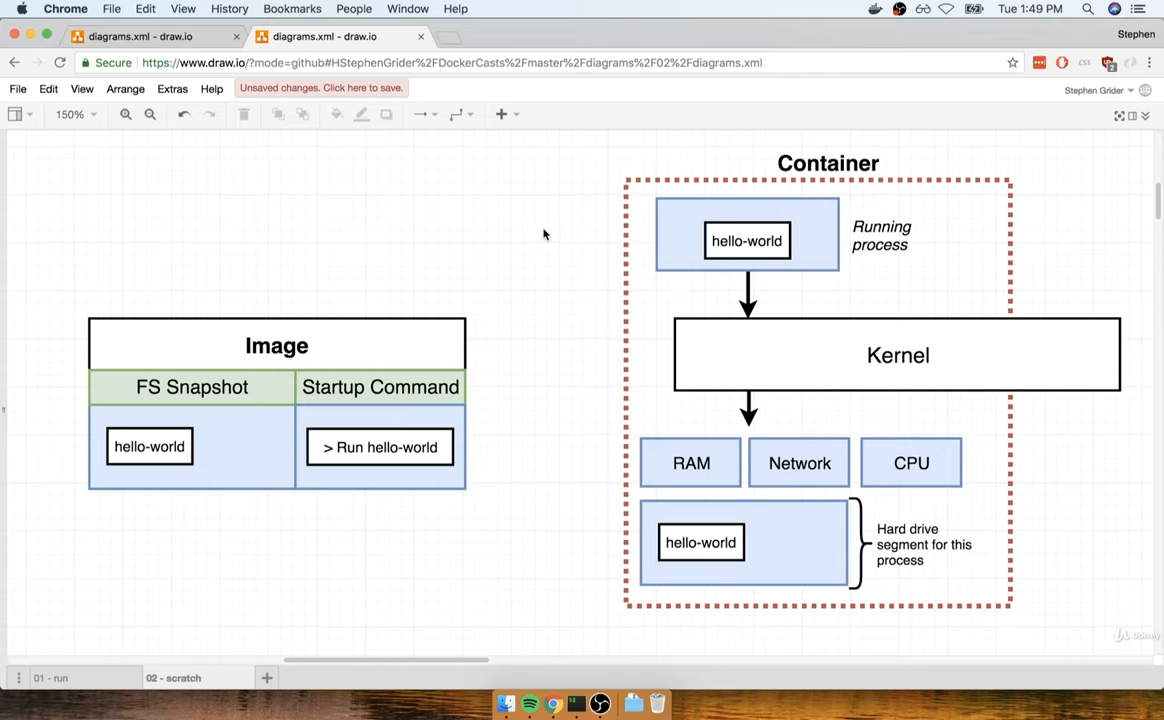 Chrome File Edit View History Bookmarks People Window Help Tue 1:49 PM
diagrams.xml - draw.io × diagrams.xml - draw.io × Stephen
Secure https://www.draw.io/?mode=github#HStephenGrider%2FDockerCasts%2Fmaster%2Fdiagrams%2F02%2Fdiagrams.xml CSS 2
File Edit View Arrange Extras Help Unsaved changes. Click here to save. Stephen Grider
150%
Container
hello-world
Running
process
Kernel
Image
FS Snapshot Startup Command
hello-world > Run hello-world
RAM Network CPU
hello-world
Hard drive
segment for this
process
Udemy
01 - run 02 - scratch